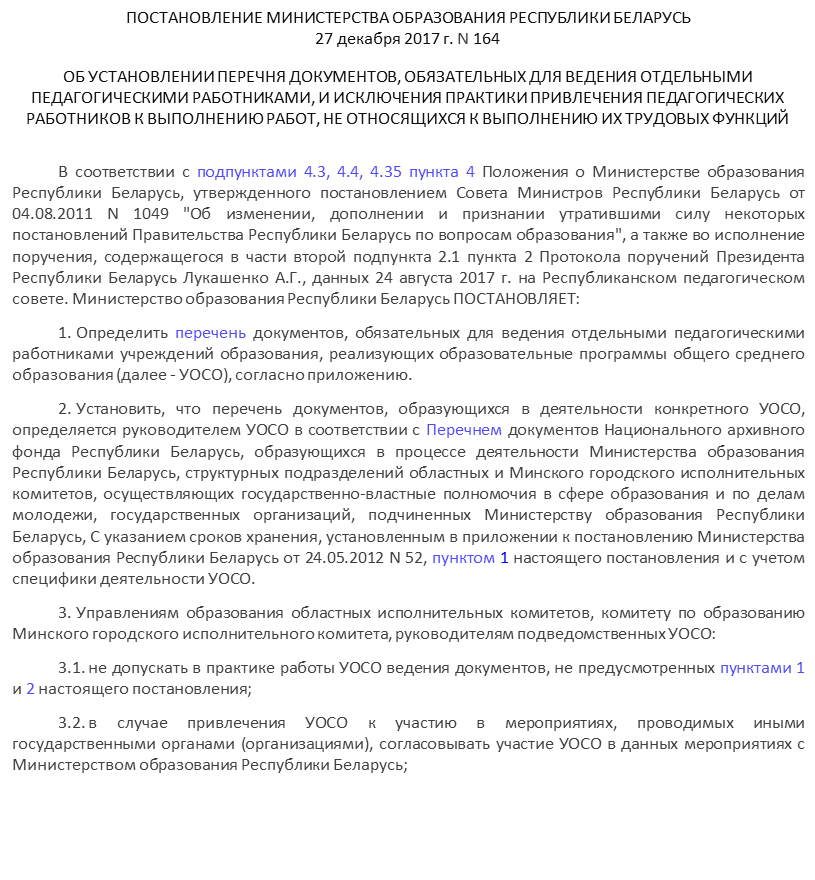 ПОСТАНОВЛЕНИЕ МИНИСТЕРСТВА ОБРАЗОВАНИЯ РЕСПУБЛИКИ БЕЛАРУСЬ
27 декабря 2017 г. N 164
ОБ УСТАНОВЛЕНИИ ПЕРЕЧНЯ ДОКУМЕНТОВ, ОБЯЗАТЕЛЬНЫХ ДЛЯ ВЕДЕНИЯ ОТДЕЛЬНЫМИ
ПЕДАГОГИЧЕСКИМИ РАБОТНИКАМИ, И ИСКЛЮЧЕНИЯ ПРАКТИКИ ПРИВЛЕЧЕНИЯ ПЕДАГОГИЧЕСКИХ
РАБОТНИКОВ К ВЫПОЛНЕНИЮ РАБОТ, НЕ ОТНОСЯЩИХСЯ К ВЫПОЛНЕНИЮ ИХ ТРУДОВЫХ ФУНКЦИЙ
В соответствии с подпунктами 4.3, 4.4, 4.35 пункта 4 Положения о Министерстве образования
Республики Беларусь, утвержденного постановлением Совета Министров Республики Беларусь от
04.08.2011 N 1049 "Об изменении, дополнении и признании утратившими силу некоторых
постановлений Правительства Республики Беларусь по вопросам образования", а также во исполнение
поручения, содержащегося в части второй подпункта 2.1 пункта 2 Протокола поручений Президента
Республики Беларусь Лукашенко А.Г., данных 24 августа 2017 г. на Республиканском педагогическом
совете. Министерство образования Республики Беларусь ПОСТАНОВЛЯЕТ:
1. Определить перечень документов, обязательных для ведения отдельными педагогическими
работниками учреждений образования, реализующих образовательные программы общего среднего
образования (далее - УОСО), согласно приложению.
2. Установить, что перечень документов, образующихся в деятельности конкретного УОСО,
определяется руководителем УОСО в соответствии с Перечнем документов Национального архивного
фонда Республики Беларусь, образующихся в процессе деятельности Министерства образования
Республики Беларусь, структурных подразделений областных и Минского городского исполнительных
комитетов, осуществляющих государственно-властные полномочия в сфере образования и по делам
молодежи, государственных организаций, подчиненных Министерству образования Республики
Беларусь, С указанием сроков хранения, установленным в приложении к постановлению Министерства
образования Республики Беларусь от 24.05.2012 N 52, пунктом 1 настоящего постановления и с учетом
специфики деятельности УОСО.
3. Управлениям образования областных исполнительных комитетов, комитету по образованию
Минского городского исполнительного комитета, руководителям подведомственных УОСО:
3.1. не допускать в практике работы УОСО ведения документов, не предусмотренных пунктами 1
и 2 настоящего постановления;
3.2. в случае привлечения УОСО к участию в мероприятиях, проводимых иными
государственными органами (организациями), согласовывать участие УОСО в данных мероприятиях с
Министерством образования Республики Беларусь;